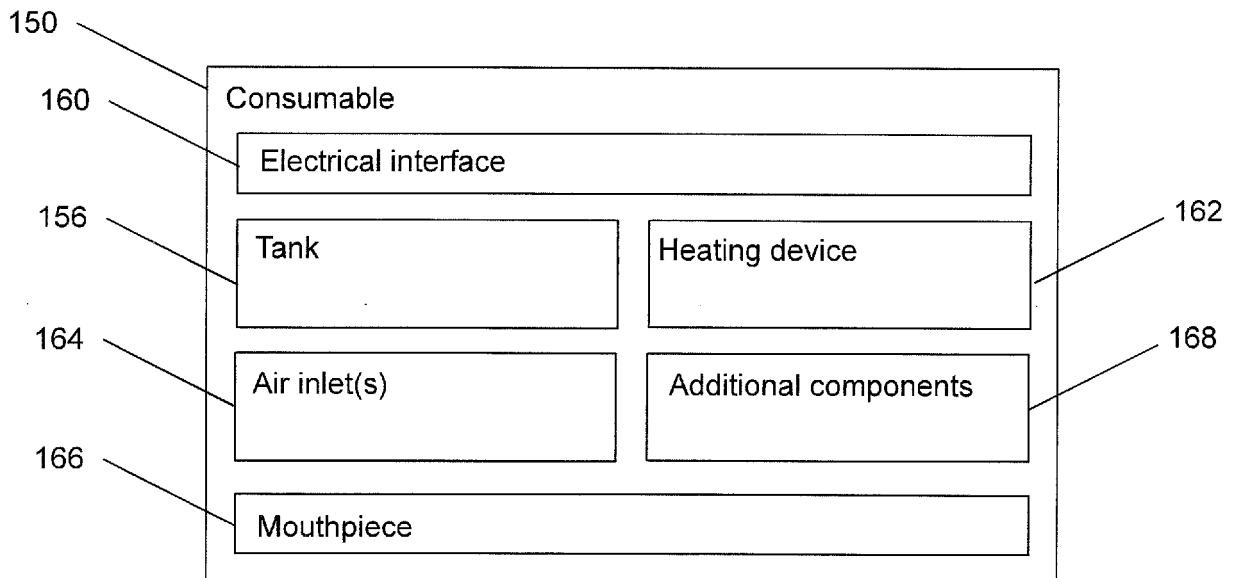 150
Consumable
160
Electrical interface
156
Tank
Heating device
162
164
Air inlet(s)
Additional components
168
166
Mouthpiece